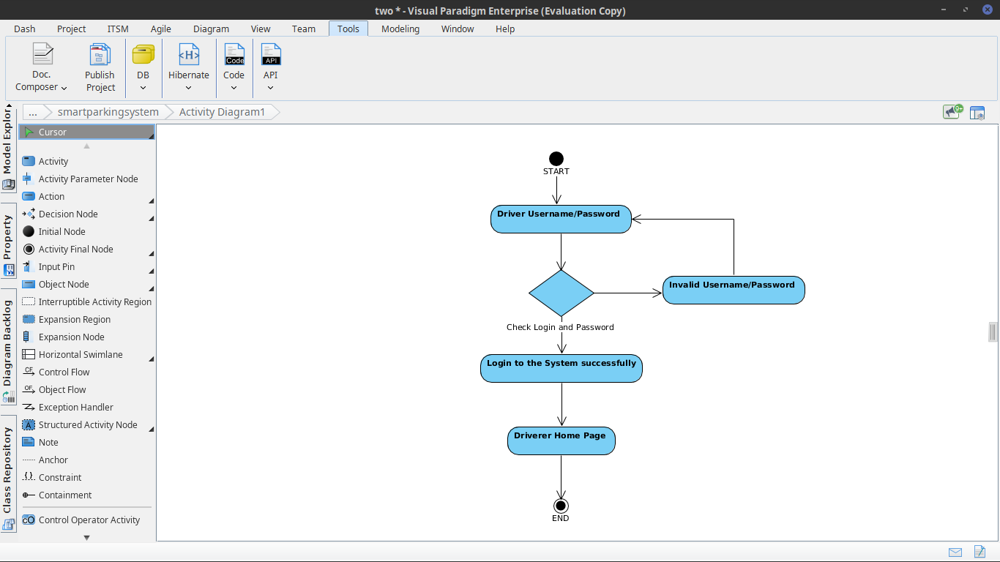 two * - Visual Paradigm Enterprise (Evaluation Copy)
Dash Project ITSM Agile Diagram View Team Tools Modeling Window Help
Doc.
Composer
Publish
Project
DB
Hibernate
<H>
Code
Code
API
API
... smartparkingsystem Activity Diagram1
9+
Model Explor
Property
Diagram Backlog
Class Repository
Cursor
Activity
Activity Parameter Node
Action
Decision Node
Initial Node
Activity Final Node
Input Pin
Object Node
Interruptible Activity Region
Expansion Region
Expansion Node
Horizontal Swimlane
CF
Control Flow
OF
Object Flow
Exception Handler
A
Structured Activity Node
Note
Anchor
Constraint
Containment
cO
Control Operator Activity
START
Driver Username/Password
Invalid Username/Password
Check Login and Password
Login to the System successfully
Driverer Home Page
END